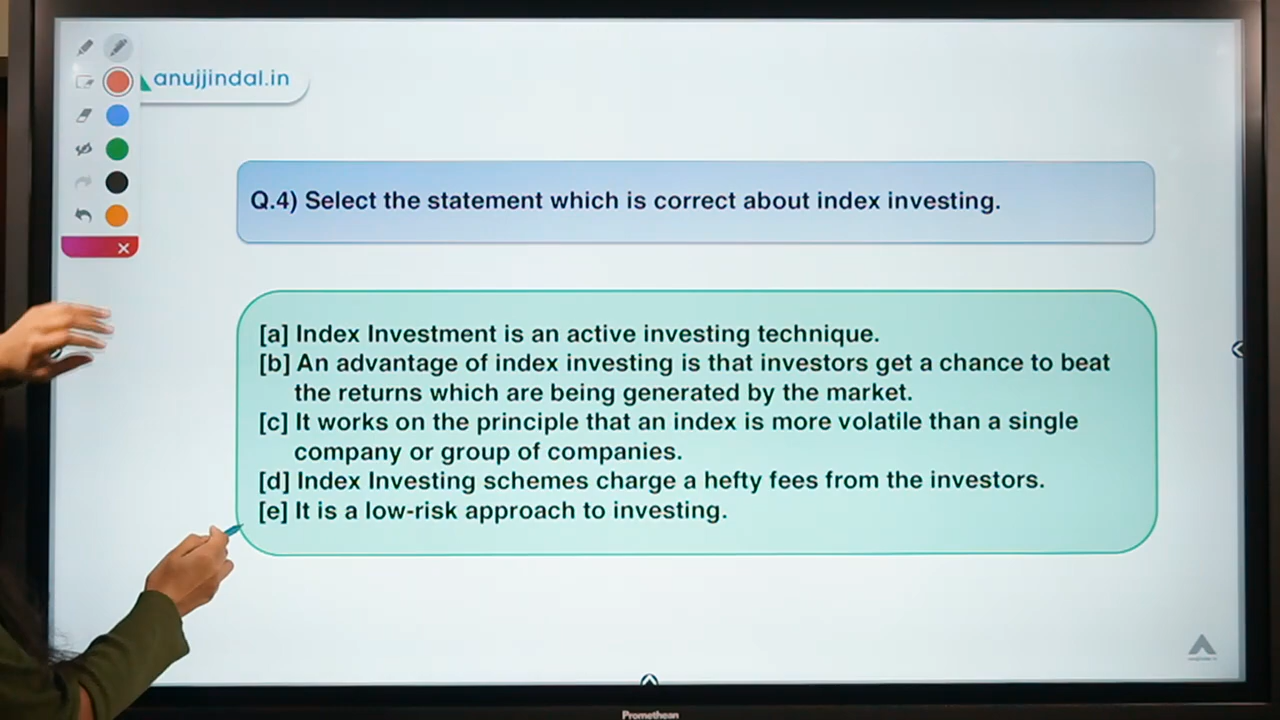 anujjindal.in
Q.4) Select the statement which is correct about index investing.
[a] Index Investment is an active investing technique.
[b] An advantage of index investing is that investors get a chance to beat
the returns which are being generated by the market.
[c] It works on the principle that an index is more volatile than a single
company or group of companies.
[d] Index Investing schemes charge a hefty fees from the investors.
[e] It is a low-risk approach to investing.
Promethean